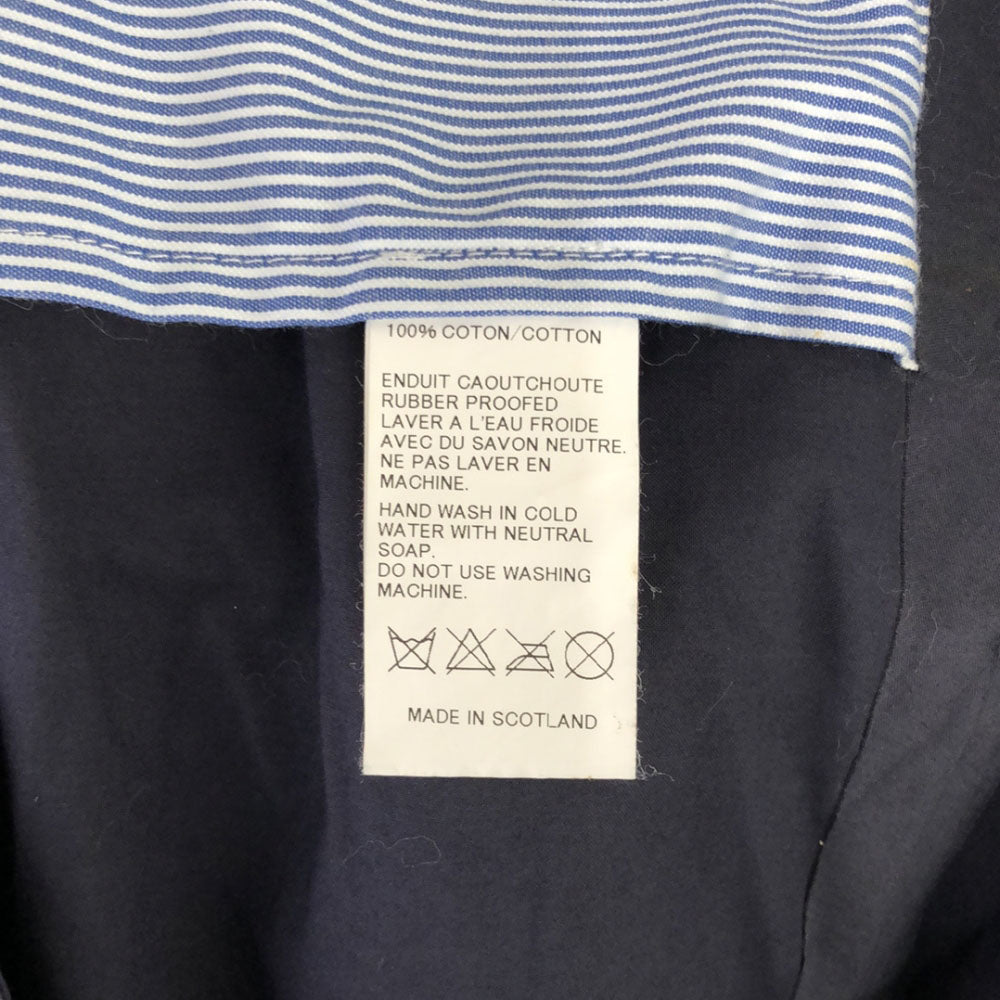 100% COTON/COTTON
ENDUIT CAOUTCHOUTE
RUBBER PROOFED
LAVER A L'EAU FROIDE
AVEC DU SAVON NEUTRE.
NE PAS LAVER EN
MACHINE.
HAND WASH IN COLD
WATER WITH NEUTRAL
SOAP.
DO NOT USE WASHING
MACHINE.
MADE IN SCOTLAND